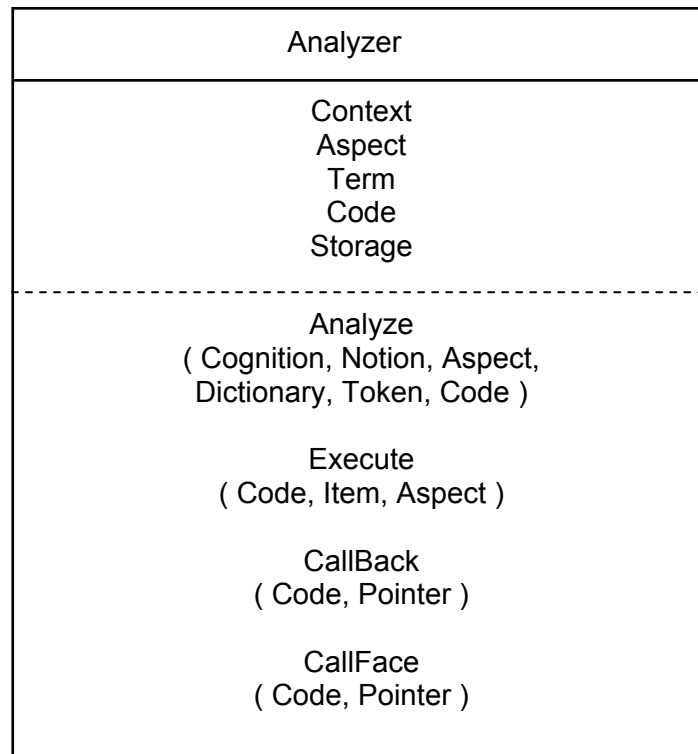 Analyzer
Context
Aspect
Term
Code
Storage
Analyze
( Cognition, Notion, Aspect,
Dictionary, Token, Code )
Execute
( Code, Item, Aspect )
CallBack
( Code, Pointer )
CallFace
( Code, Pointer )